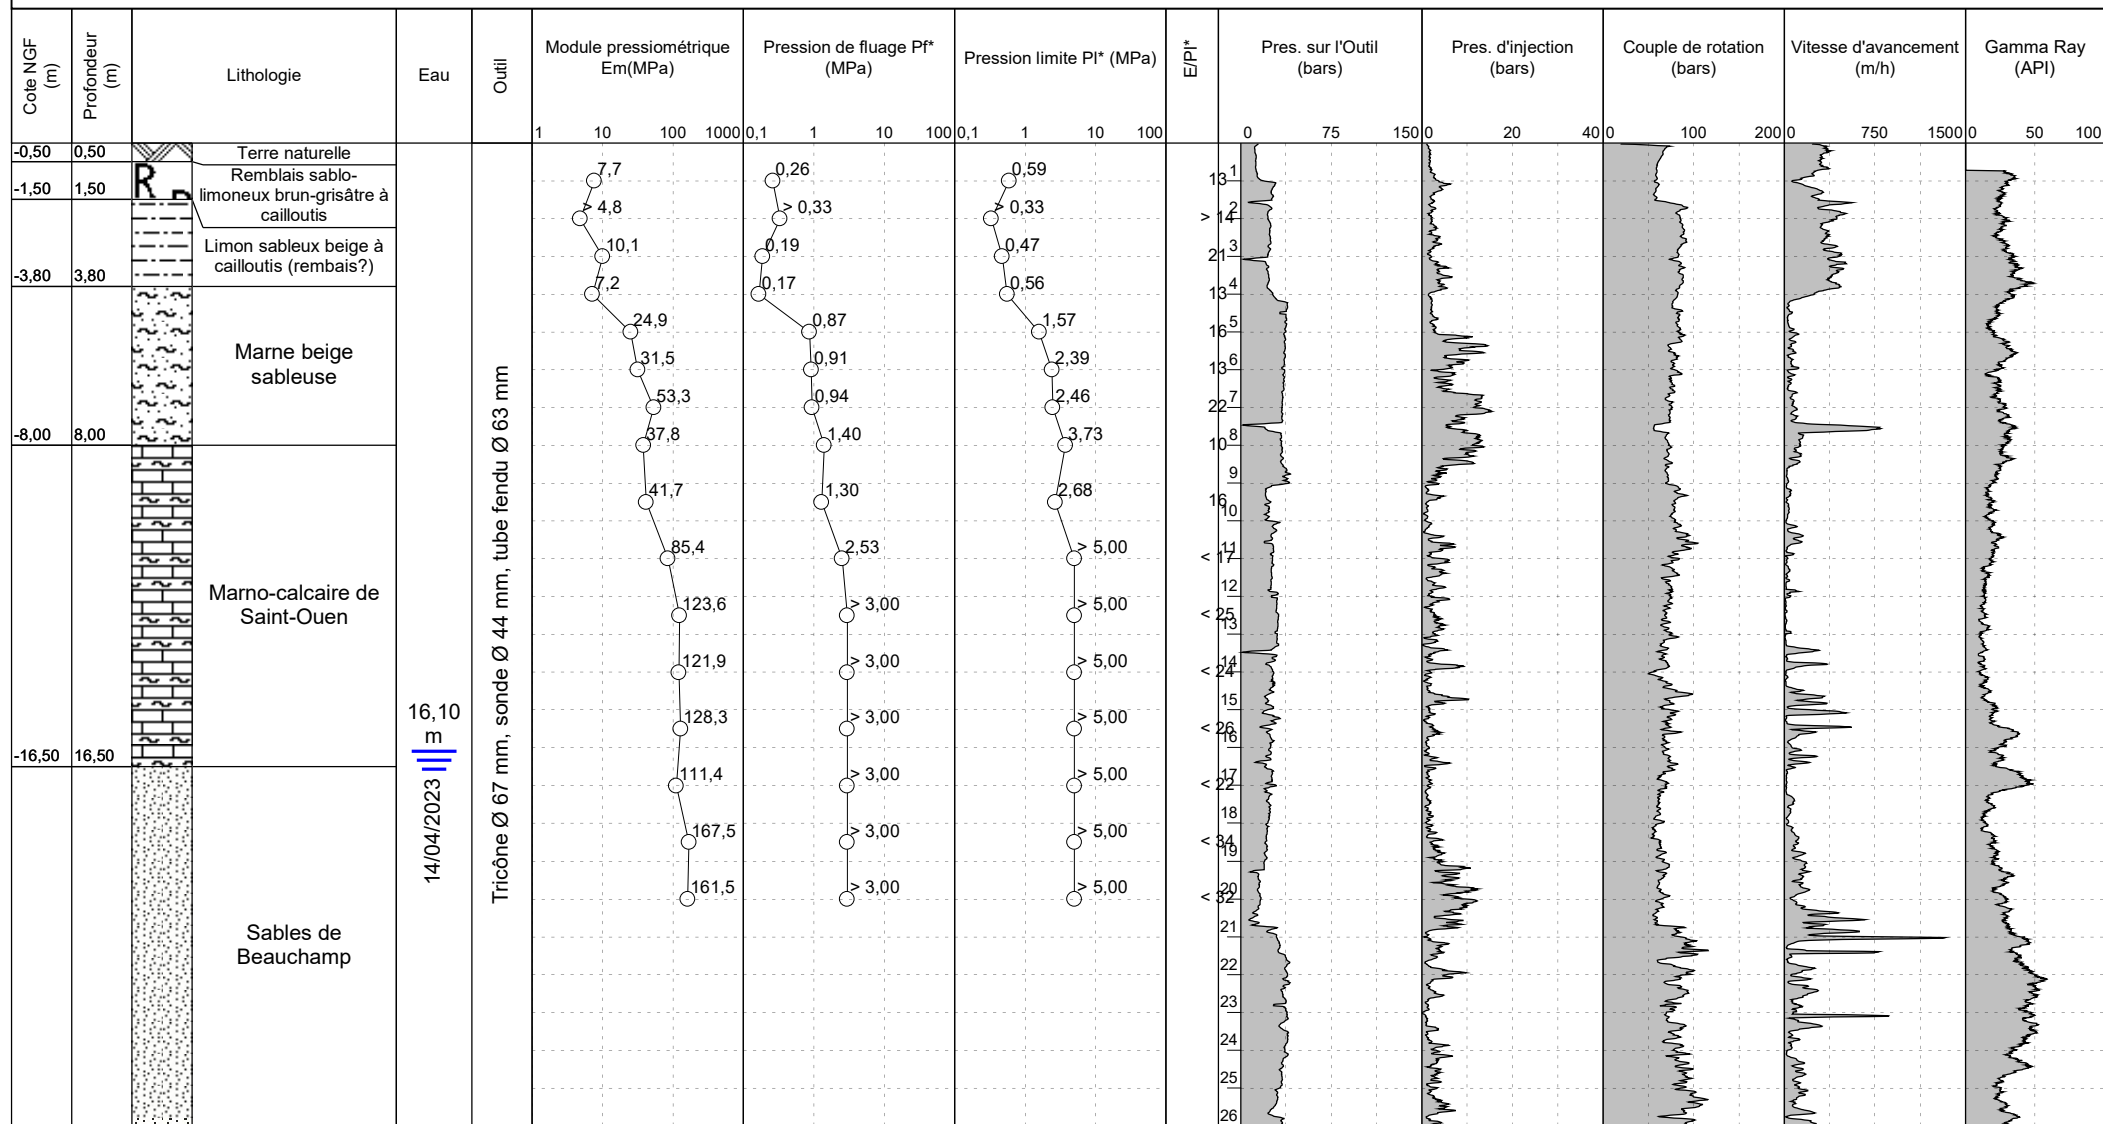 Cote NGF
(m)
Profondeur
(m)
Lithologie
Eau
Outil
Module pressiométrique
Em(MPa)
Pression de fluage Pf*
(MPa)
Pression limite Pl* (MPa)
E/Pl*
Pres. sur l'Outil
(bars)
Pres. d'injection
(bars)
Couple de rotation
(bars)
Vitesse d'avancement
(m/h)
Gamma Ray
(API)
1 10 100 1000
0,1 1 10 100
0,1 1 10 100
0 75 150
0 20 40
0 100 200
0 750 1500
0 50 100
-0,50 0,50
Terre naturelle
R
Remblais sablo-
limoneux brun-grisâtre à
cailloutis
-1,50 1,50
Limon sableux beige à
cailloutis (rembais?)
-3,80 3,80
Marne beige
sableuse
-8,00 8,00
Marno-calcaire de
Saint-Ouen
-16,50 16,50
Sables de
Beauchamp
16,10
m
14/04/2023
Tricône Ø 67 mm, sonde Ø 44 mm, tube fendu Ø 63 mm
7,7 0,26 0,59 13
> 4,8 > 0,33 > 0,33 > 14
10,1 0,19 0,47 21
7,2 0,17 0,56 13
24,9 0,87 1,57 16
31,5 0,91 2,39 13
53,3 0,94 2,46 22
37,8 1,40 3,73 10
41,7 1,30 2,68 16
85,4 2,53 > 5,00 < 17
123,6 > 3,00 > 5,00 < 25
121,9 > 3,00 > 5,00 < 24
128,3 > 3,00 > 5,00 < 26
111,4 > 3,00 > 5,00 < 22
167,5 > 3,00 > 5,00 < 34
161,5 > 3,00 > 5,00 < 32
1
2
3
4
5
6
7
8
9
10
11
12
13
14
15
16
17
18
19
20
21
22
23
24
25
26